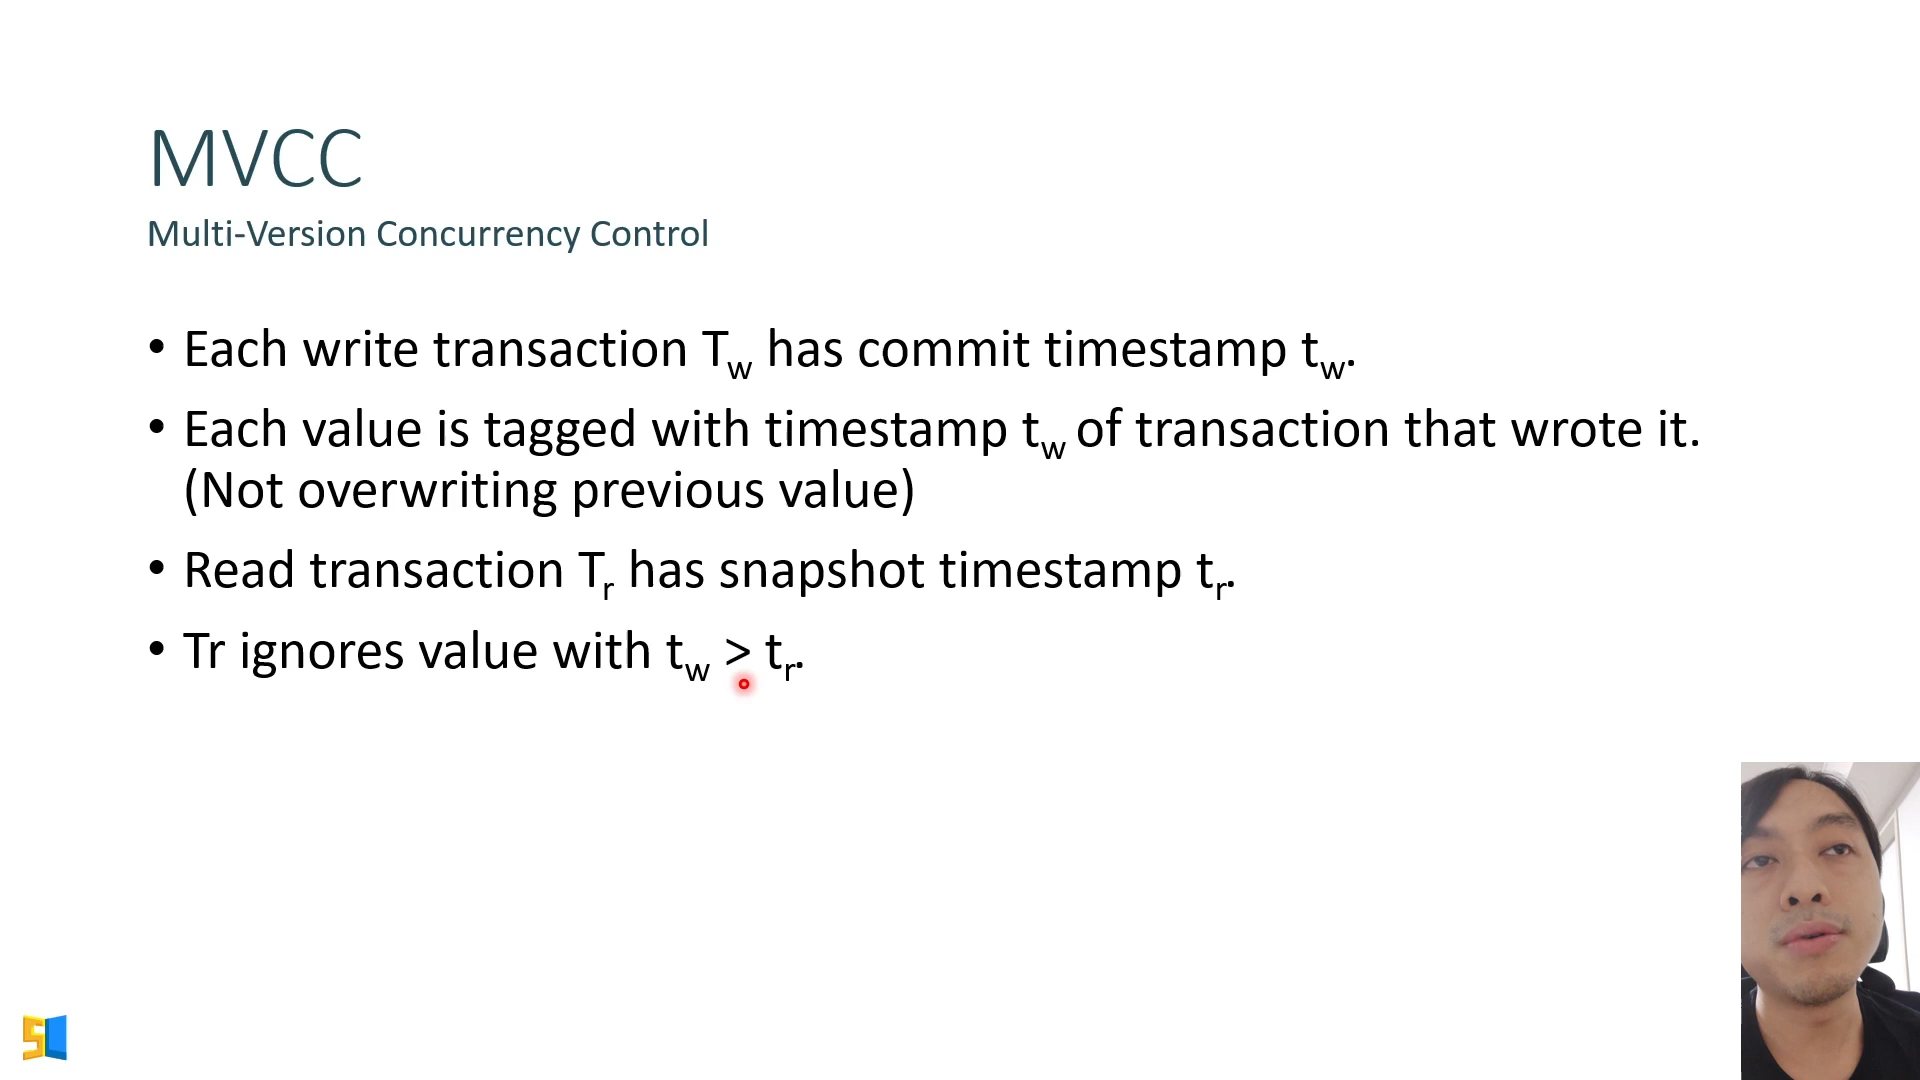 MVCC
Multi-Version Concurrency Control
• Each write transaction Tw has commit timestamp tw.
• Each value is tagged with timestamp tw of transaction that wrote it.
(Not overwriting previous value)
• Read transaction Tr has snapshot timestamp tr.
• Tr ignores value with tw > tr.